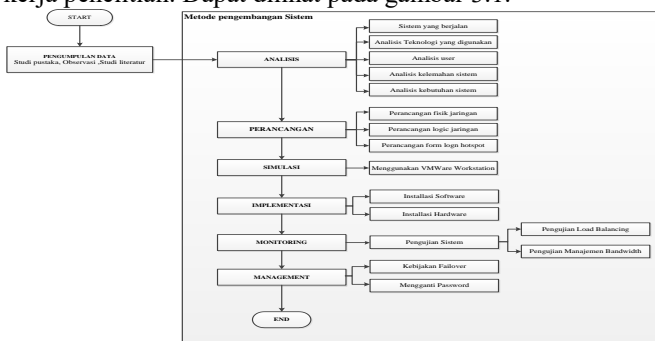 kerja penelitian. Dapat dilihat pada gambar 3.1.
START
Metode pengembangan Sistem
PENGUMPULAN DATA
Studi pustaka, Observasi ,Studi literatur
ANALISIS
Sistem yang berjalan
Analisis Teknologi yang digunakan
Analisis user
Analisis kelemahan sistem
Analisis kebutuhan sistem
PERANCANGAN
Perancangan fisik jaringan
Perancangan logic jaringan
Perancangan form logn hotspot
SIMULASI
Menggunakan VMWare Workstation
IMPLEMENTASI
Installasi Software
Installasi Hardware
MONITORING
Pengujian Sistem
Pengujian Load Balancing
Pengujian Manajemen Bandwidth
MANAGEMENT
Kebijakan Failover
Mengganti Password
END